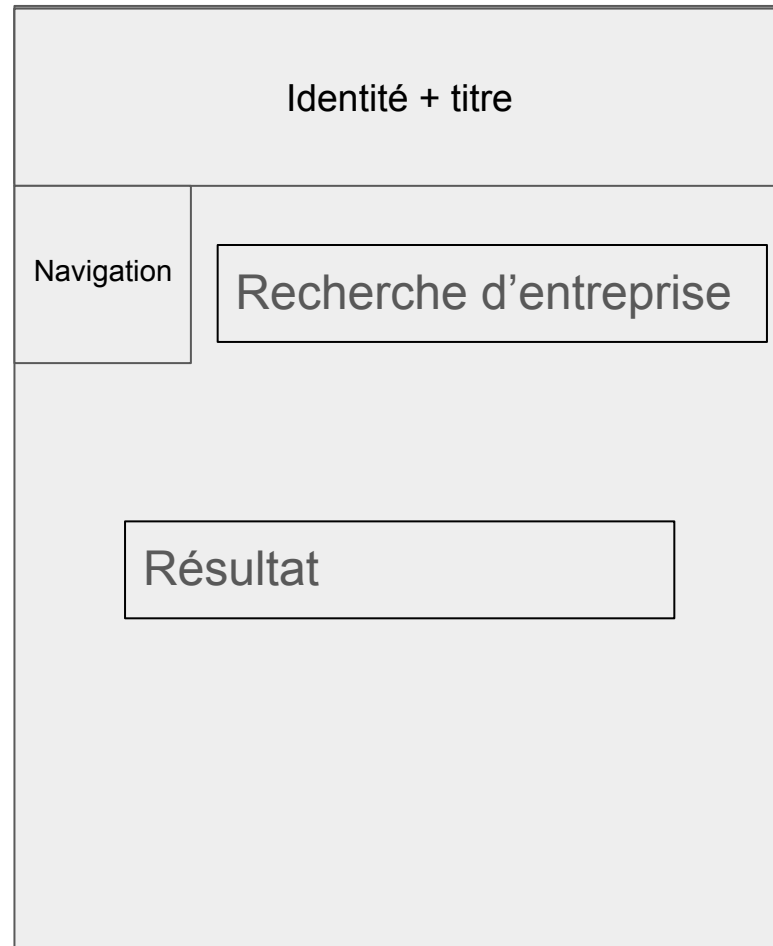 Identité + titre
Navigation
Recherche d’entreprise
Résultat